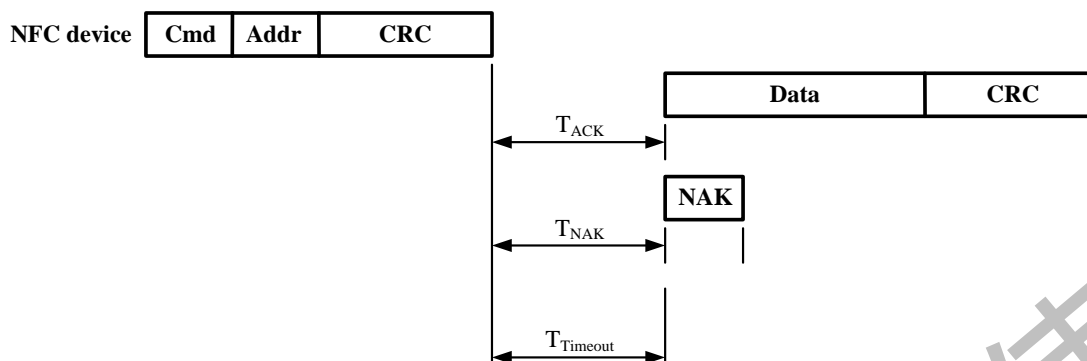 NFC device Cmd Addr CRC
Data CRC
TACK
NAK
TNAK
TTimeout